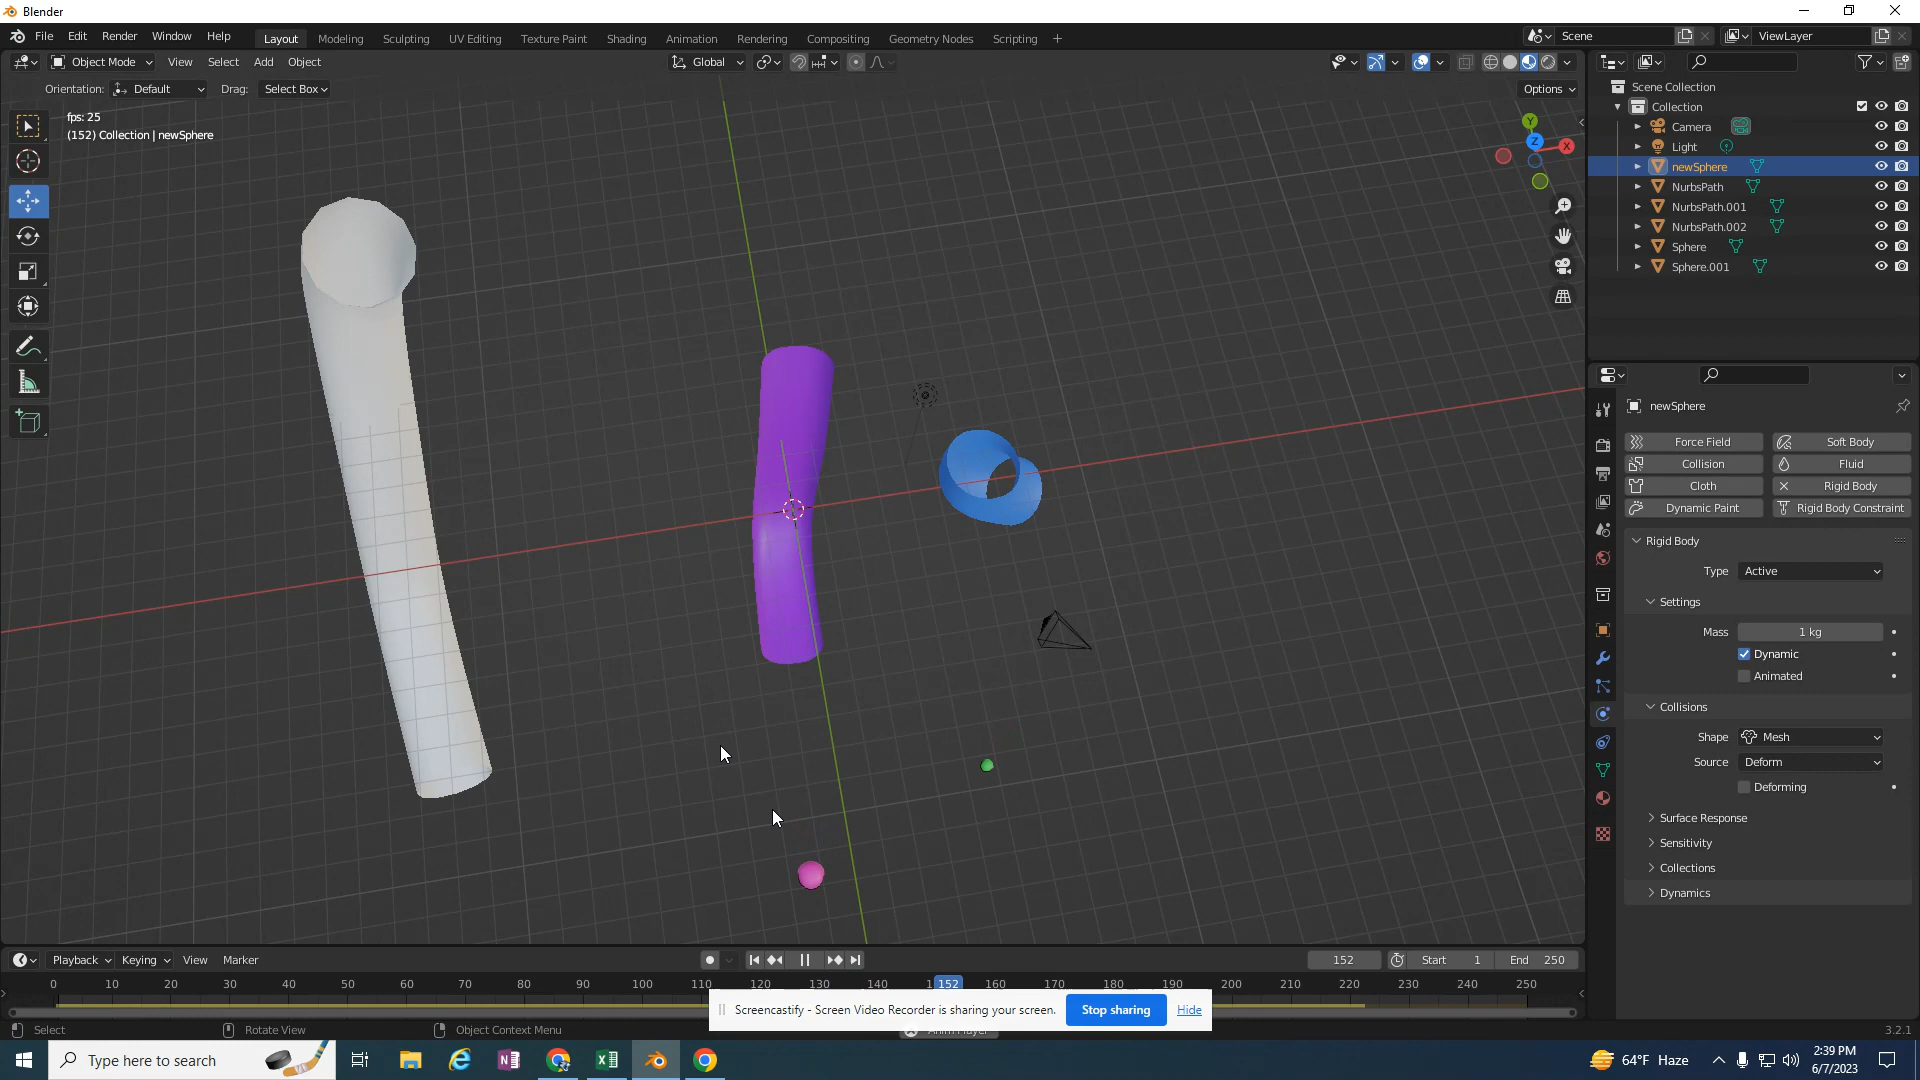 Blender
File Edit Render Window Help Layout Modeling Sculpting UV Editing Texture Paint Shading Animation Rendering Compositing Geometry Nodes Scripting + Scene ViewLayer
Object Mode View Select Add Object Global
Orientation: Default Drag: Select Box Options
fps: 25
(152) Collection | newSphere
Y
Z
X
Scene Collection
Collection
Camera
Light
newSphere
NurbsPath
NurbsPath.001
NurbsPath.002
Sphere
Sphere.001
newSphere
Force Field Soft Body
Collision Fluid
Cloth Rigid Body
Dynamic Paint Rigid Body Constraint
Rigid Body
Type Active
Settings
Mass 1 kg
Dynamic
Animated
Collisions
Shape Mesh
Source Deform
Deforming
Surface Response
Sensitivity
Collections
Dynamics
Playback Keying View Marker 152 Start 1 End 250
0 10 20 30 40 50 60 70 80 90 100 110 120 130 140 152 160 170 180 190 200 210 220 230 240 250
Screencastify - Screen Video Recorder is sharing your screen. Stop sharing Hide
Select Rotate View Object Context Menu 3.2.1
Type here to search 64°F Haze 2:39 PM
6/7/2023